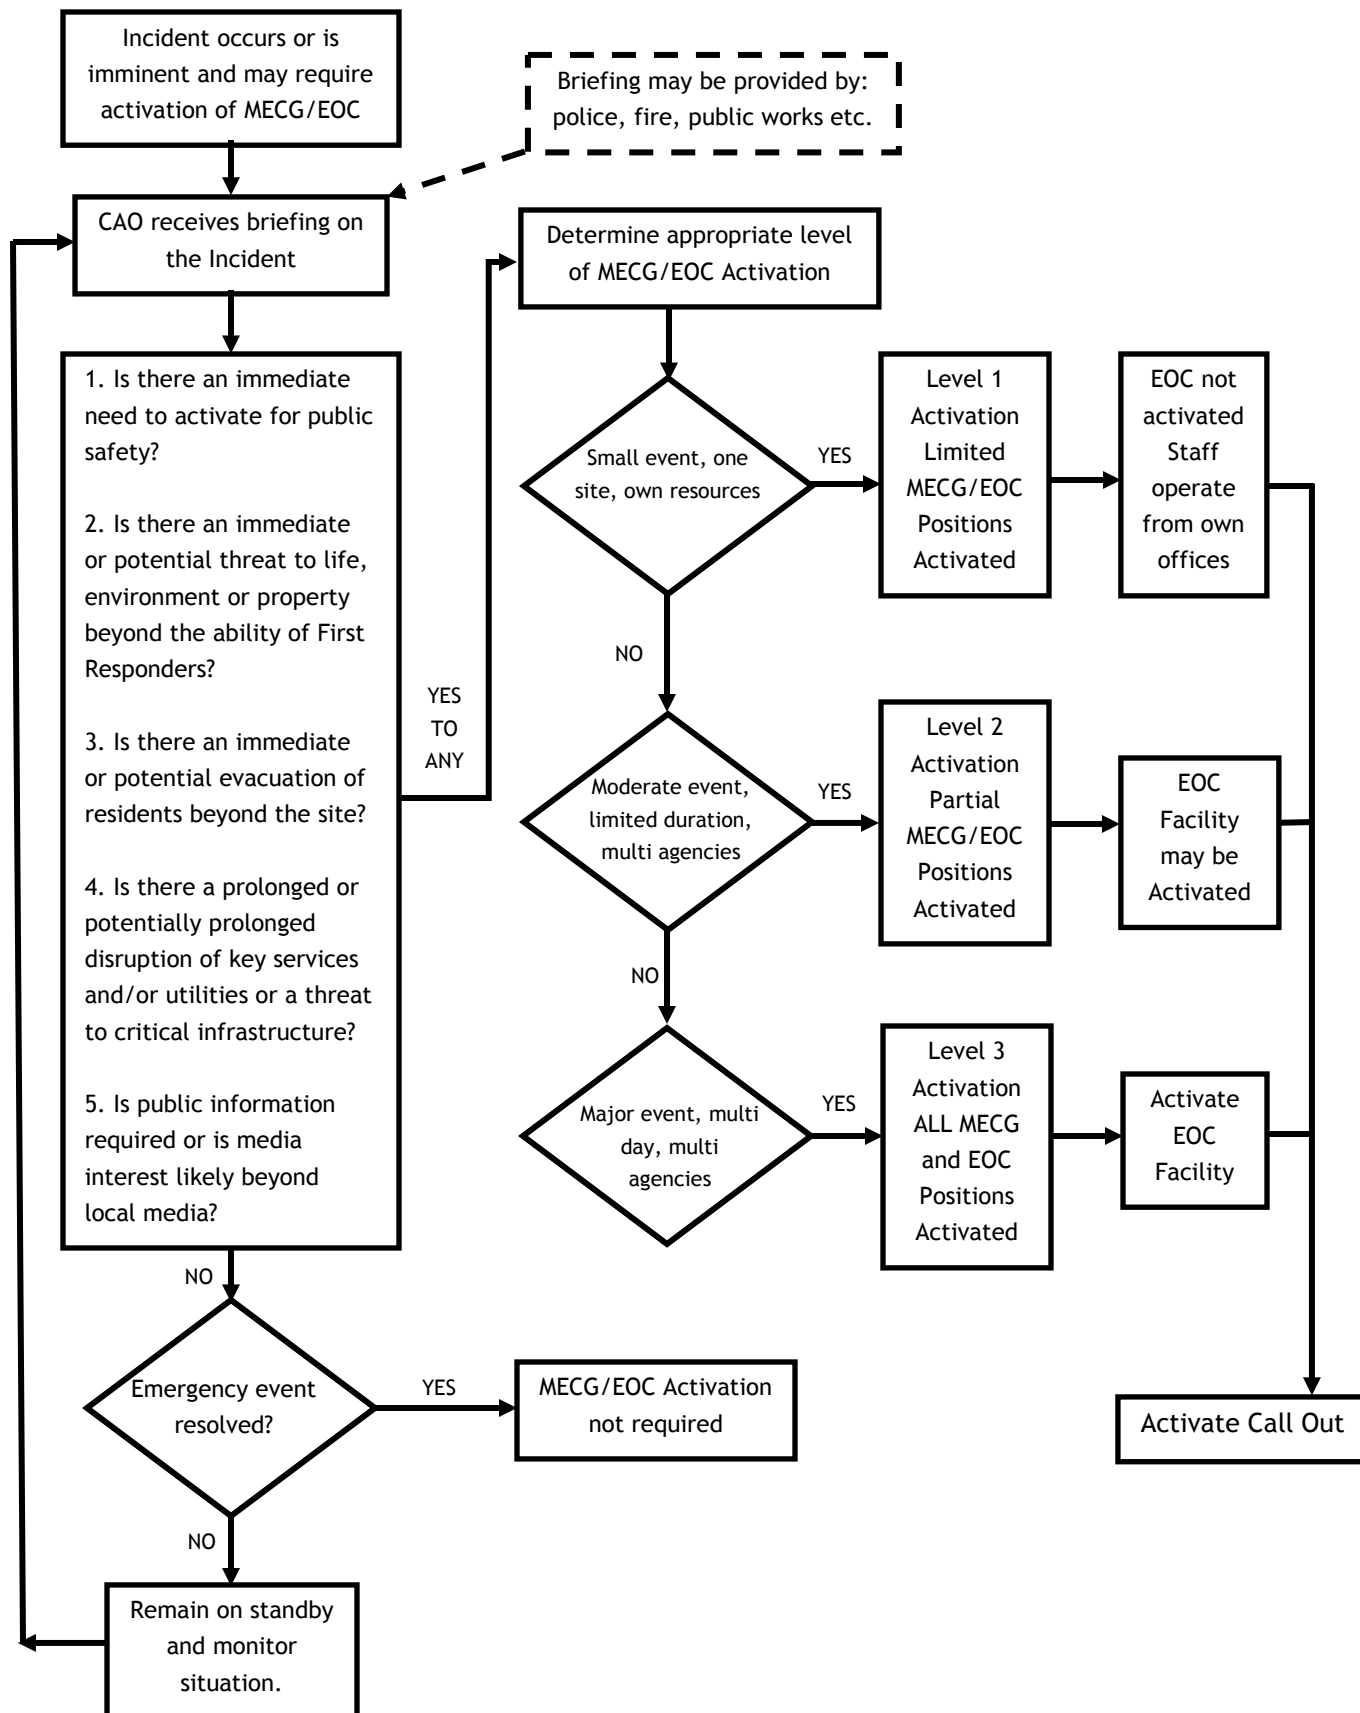 Incident occurs or is
imminent and may require
activation of MECG/EOC
Briefing may be provided by:
police, fire, public works etc.
CAO receives briefing on
the Incident
Determine appropriate level
of MECG/EOC Activation
1. Is there an immediate
need to activate for public
safety?
2. Is there an immediate
or potential threat to life,
environment or property
beyond the ability of First
Responders?
3. Is there an immediate
or potential evacuation of
residents beyond the site?
4. Is there a prolonged or
potentially prolonged
disruption of key services
and/or utilities or a threat
to critical infrastructure?
5. Is public information
required or is media
interest likely beyond
local media?
YES
TO
ANY
Small event, one
site, own resources
YES
Level 1
Activation
Limited
MECG/EOC
Positions
Activated
EOC not
activated
Staff
operate
from own
offices
NO
Moderate event,
limited duration,
multi agencies
YES
Level 2
Activation
Partial
MECG/EOC
Positions
Activated
EOC
Facility
may be
Activated
NO
Major event, multi
day, multi
agencies
YES
Level 3
Activation
ALL MECG
and EOC
Positions
Activated
Activate
EOC
Facility
NO
Emergency event
resolved?
YES
MECG/EOC Activation
not required
Activate Call Out
NO
Remain on standby
and monitor
situation.